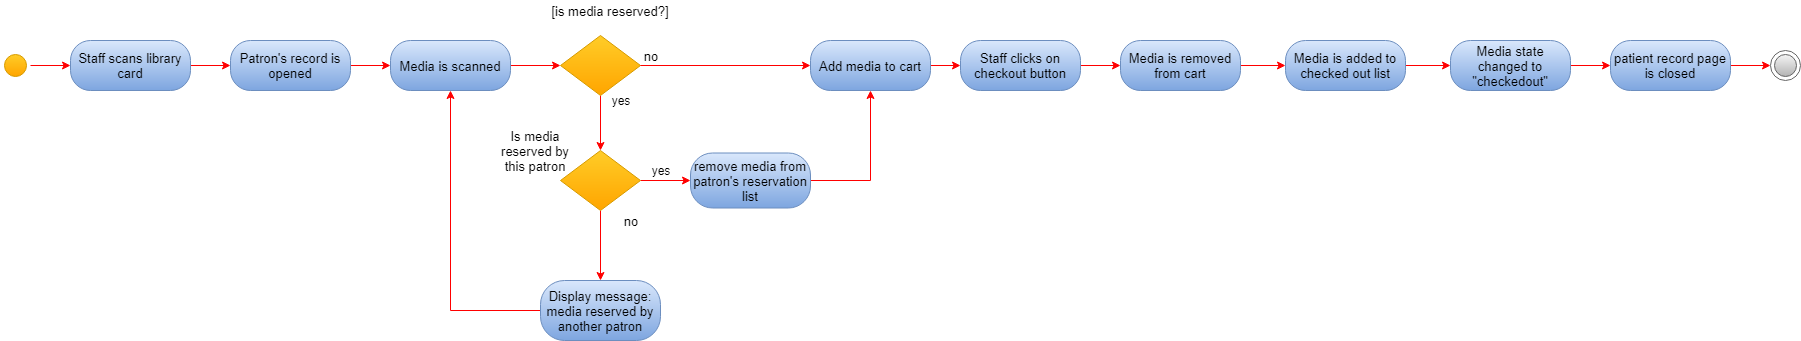 [is media reserved?]
Staff scans library
card
Patron's record is
opened
Media is scanned
no
Add media to cart
Staff clicks on
checkout button
Media is removed
from cart
Media is added to
checked out list
Media state
changed to
"checkedout"
patient record page
is closed
yes
Is media
reserved by
this patron
yes
remove media from
patron's reservation
list
no
Display message:
media reserved by
another patron